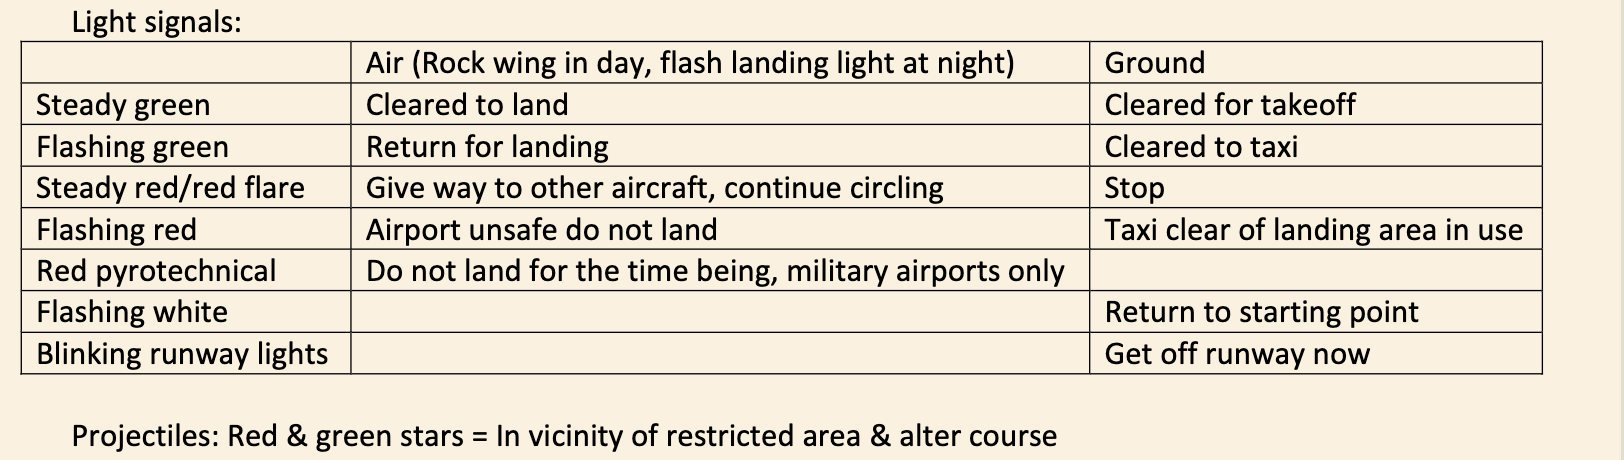 Light signals:
Air (Rock wing in day, flash landing light at night) Ground
Steady green Cleared to land Cleared for takeoff
Flashing green Return for landing Cleared to taxi
Steady red/red flare Give way to other aircraft, continue circling Stop
Flashing red Airport unsafe do not land Taxi clear of landing area in use
Red pyrotechnical Do not land for the time being, military airports only
Flashing white Return to starting point
Blinking runway lights Get off runway now
Projectiles: Red & green stars = In vicinity of restricted area & alter course